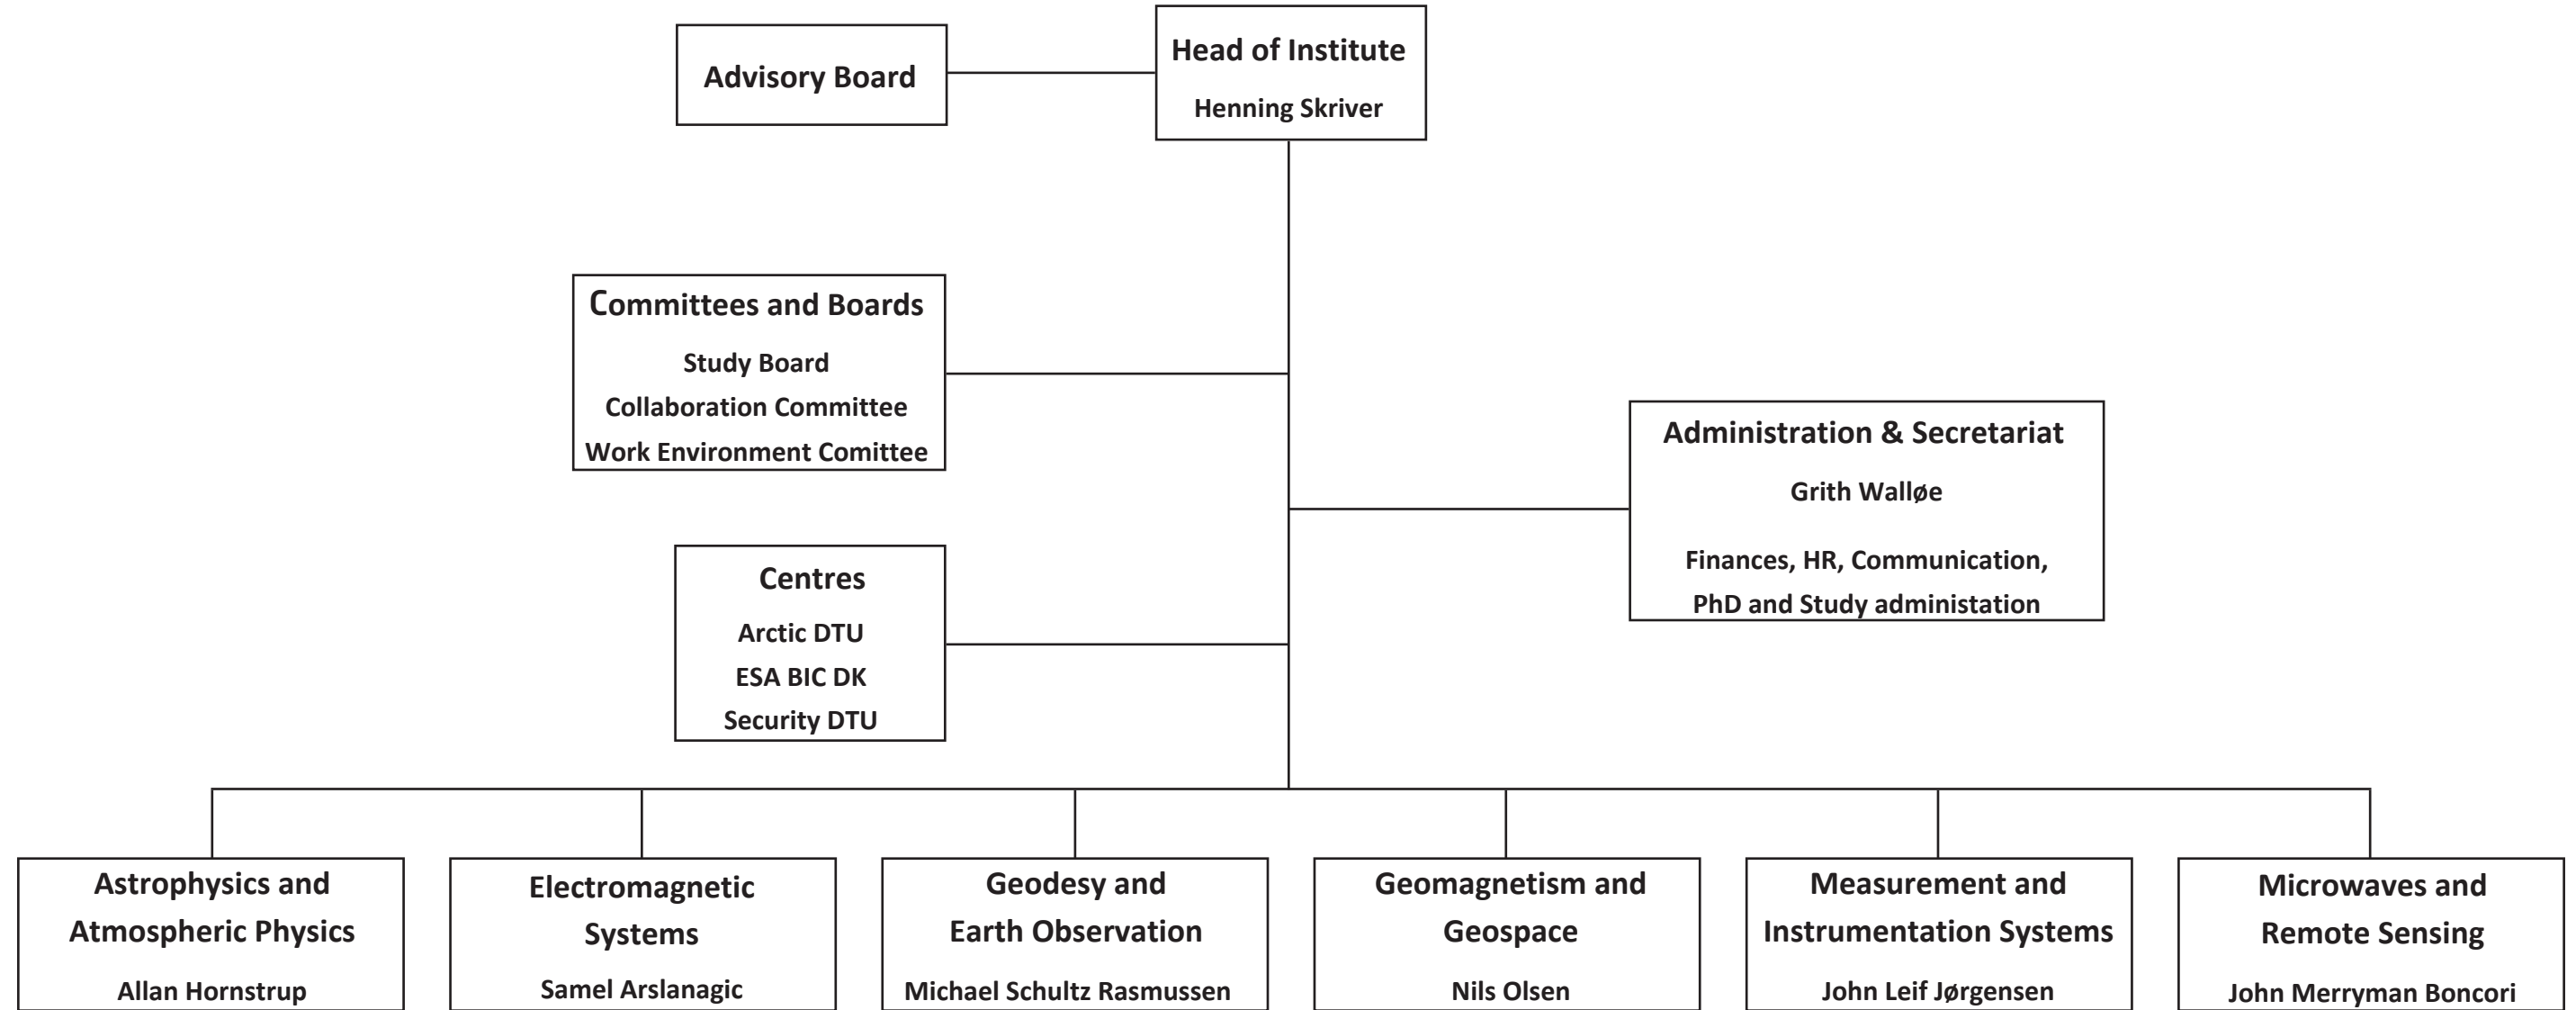 Advisory Board
Head of Institute
Henning Skriver
Committees and Boards
Study Board
Collaboration Committee
Work Environment Comittee
Administration & Secretariat
Grith Walløe
Finances, HR, Communication,
PhD and Study administation
Centres
Arctic DTU
ESA BIC DK
Security DTU
Astrophysics and
Atmospheric Physics
Allan Hornstrup
Electromagnetic
Systems
Samel Arslanagic
Geodesy and
Earth Observation
Michael Schultz Rasmussen
Geomagnetism and
Geospace
Nils Olsen
Measurement and
Instrumentation Systems
John Leif Jørgensen
Microwaves and
Remote Sensing
John Merryman Boncori